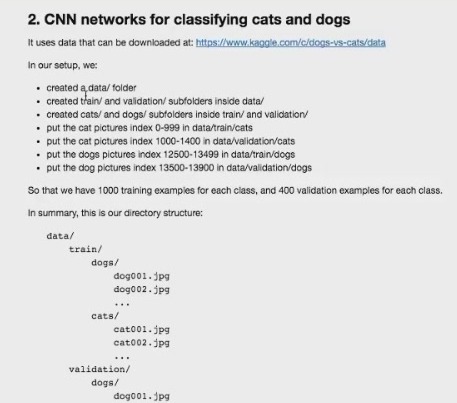 2. CNN networks for classifying cats and dogs
It uses data that can be downloaded at: https://www.kaggle.com/c/dogs-vs-cats/data
In our setup, we:
• created a data/ folder
• created train/ and validation/ subfolders inside data/
• created cats/ and dogs/ subfolders inside train/ and validation/
• put the cat pictures index 0-999 in data/train/cats
• put the cat pictures index 1000-1400 in data/validation/cats
• put the dogs pictures index 12500-13499 in data/train/dogs
• put the dog pictures index 13500-13900 in data/validation/dogs
So that we have 1000 training examples for each class, and 400 validation examples for each class.
In summary, this is our directory structure:
data/
train/
dogs/
dog001.jpg
dog002.jpg
...
cats/
cat001.jpg
cat002.jpg
...
validation/
dogs/
dog001.jpg